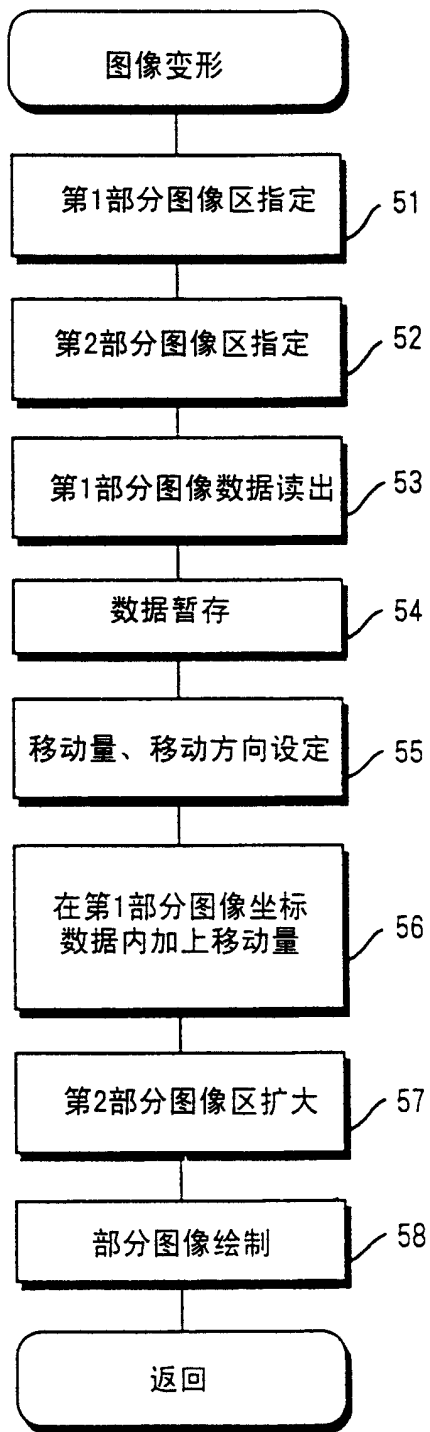 图像变形
第1部分图像区指定
51
第2部分图像区指定
52
第1部分图像数据读出
53
数据暂存
54
移动量、移动方向设定
55
在第1部分图像坐标
数据内加上移动量
56
第2部分图像区扩大
57
部分图像绘制
58
返回